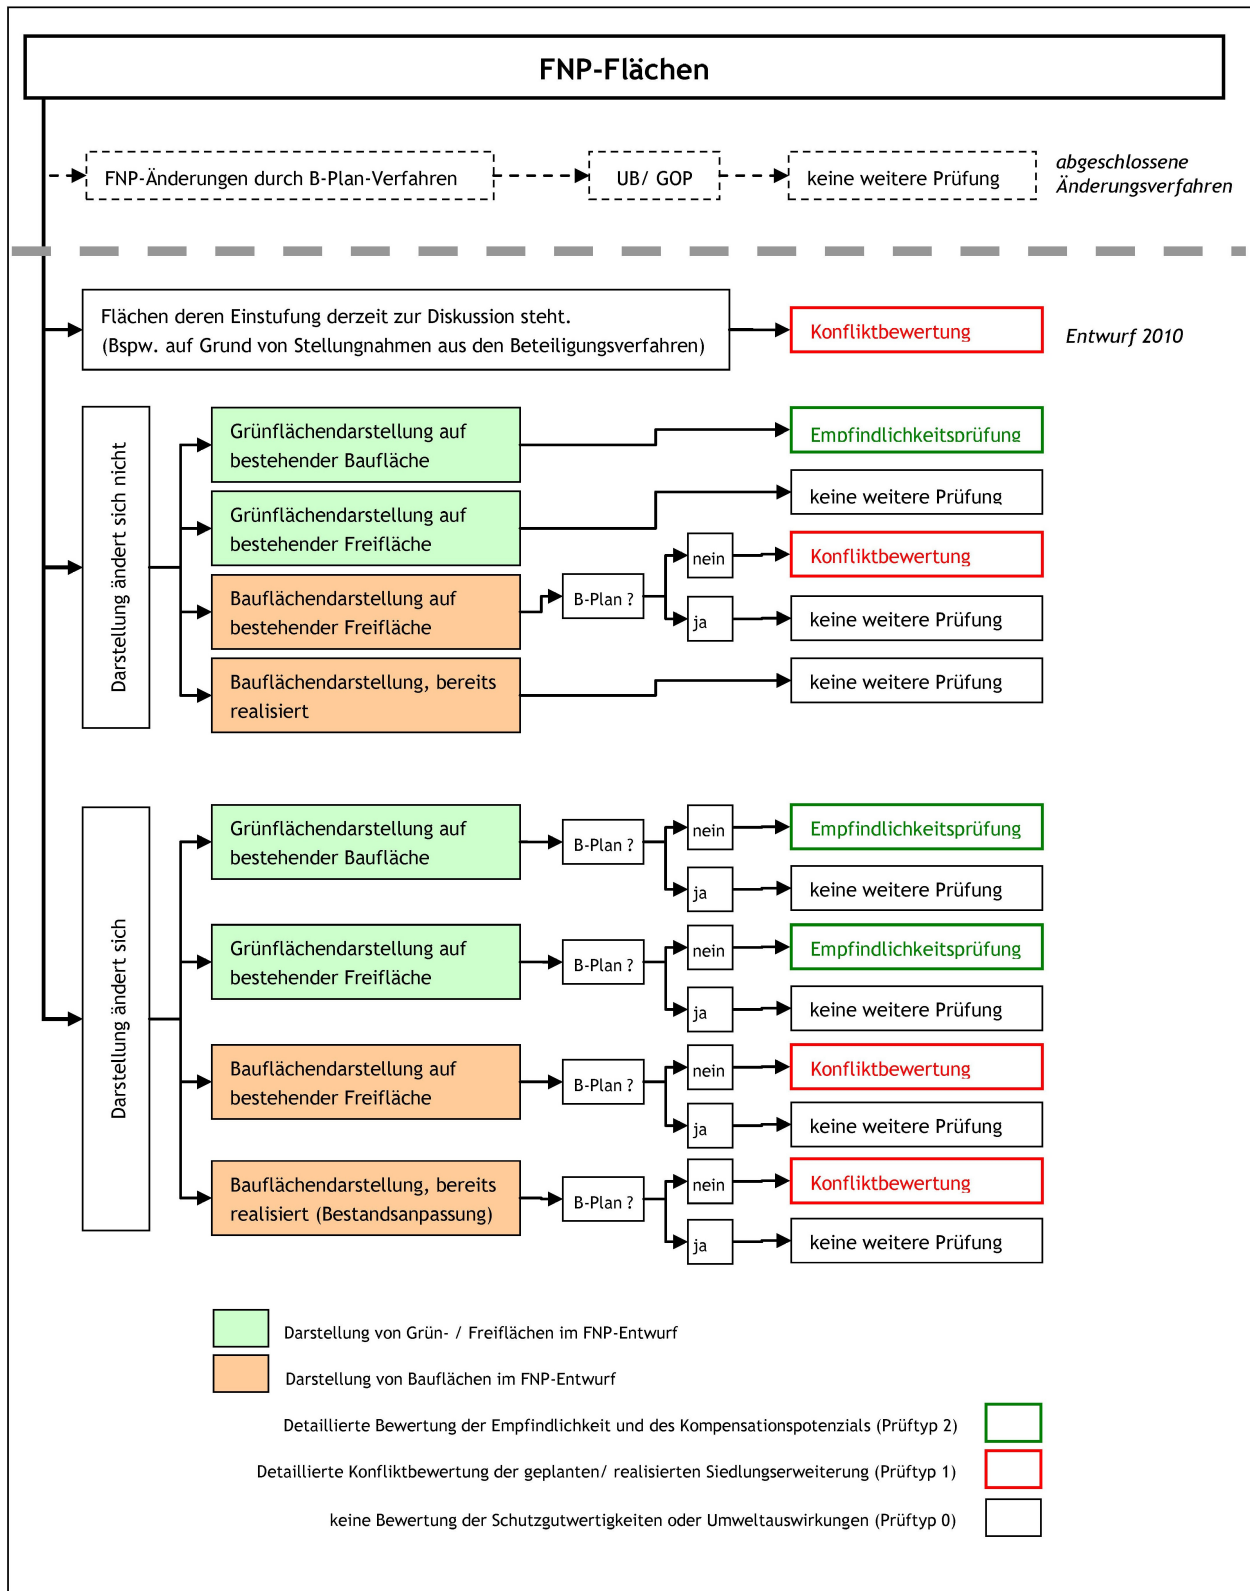 FNP-Flächen
FNP-Änderungen durch B-Plan-Verfahren
UB/ GOP
keine weitere Prüfung
abgeschlossene
Änderungsverfahren
Flächen deren Einstufung derzeit zur Diskussion steht.
(Bspw. auf Grund von Stellungnahmen aus den Beteiligungsverfahren)
Konfliktbewertung
Entwurf 2010
Darstellung ändert sich nicht
Grünflächendarstellung auf
bestehender Baufläche
Empfindlichkeitsprüfung
Grünflächendarstellung auf
bestehender Freifläche
keine weitere Prüfung
Bauflächendarstellung auf
bestehender Freifläche
B-Plan ?
nein
Konfliktbewertung
ja
keine weitere Prüfung
Bauflächendarstellung, bereits
realisiert
keine weitere Prüfung
Darstellung ändert sich
Grünflächendarstellung auf
bestehender Baufläche
B-Plan ?
nein
Empfindlichkeitsprüfung
ja
keine weitere Prüfung
Grünflächendarstellung auf
bestehender Freifläche
B-Plan ?
nein
Empfindlichkeitsprüfung
ja
keine weitere Prüfung
Bauflächendarstellung auf
bestehender Freifläche
B-Plan ?
nein
Konfliktbewertung
ja
keine weitere Prüfung
Bauflächendarstellung, bereits
realisiert (Bestandsanpassung)
B-Plan ?
nein
Konfliktbewertung
ja
keine weitere Prüfung
Darstellung von Grün- / Freiflächen im FNP-Entwurf
Darstellung von Bauflächen im FNP-Entwurf
Detaillierte Bewertung der Empfindlichkeit und des Kompensationspotenzials (Prüftyp 2)
Detaillierte Konfliktbewertung der geplanten/ realisierten Siedlungserweiterung (Prüftyp 1)
keine Bewertung der Schutzgutwertigkeiten oder Umweltauswirkungen (Prüftyp 0)